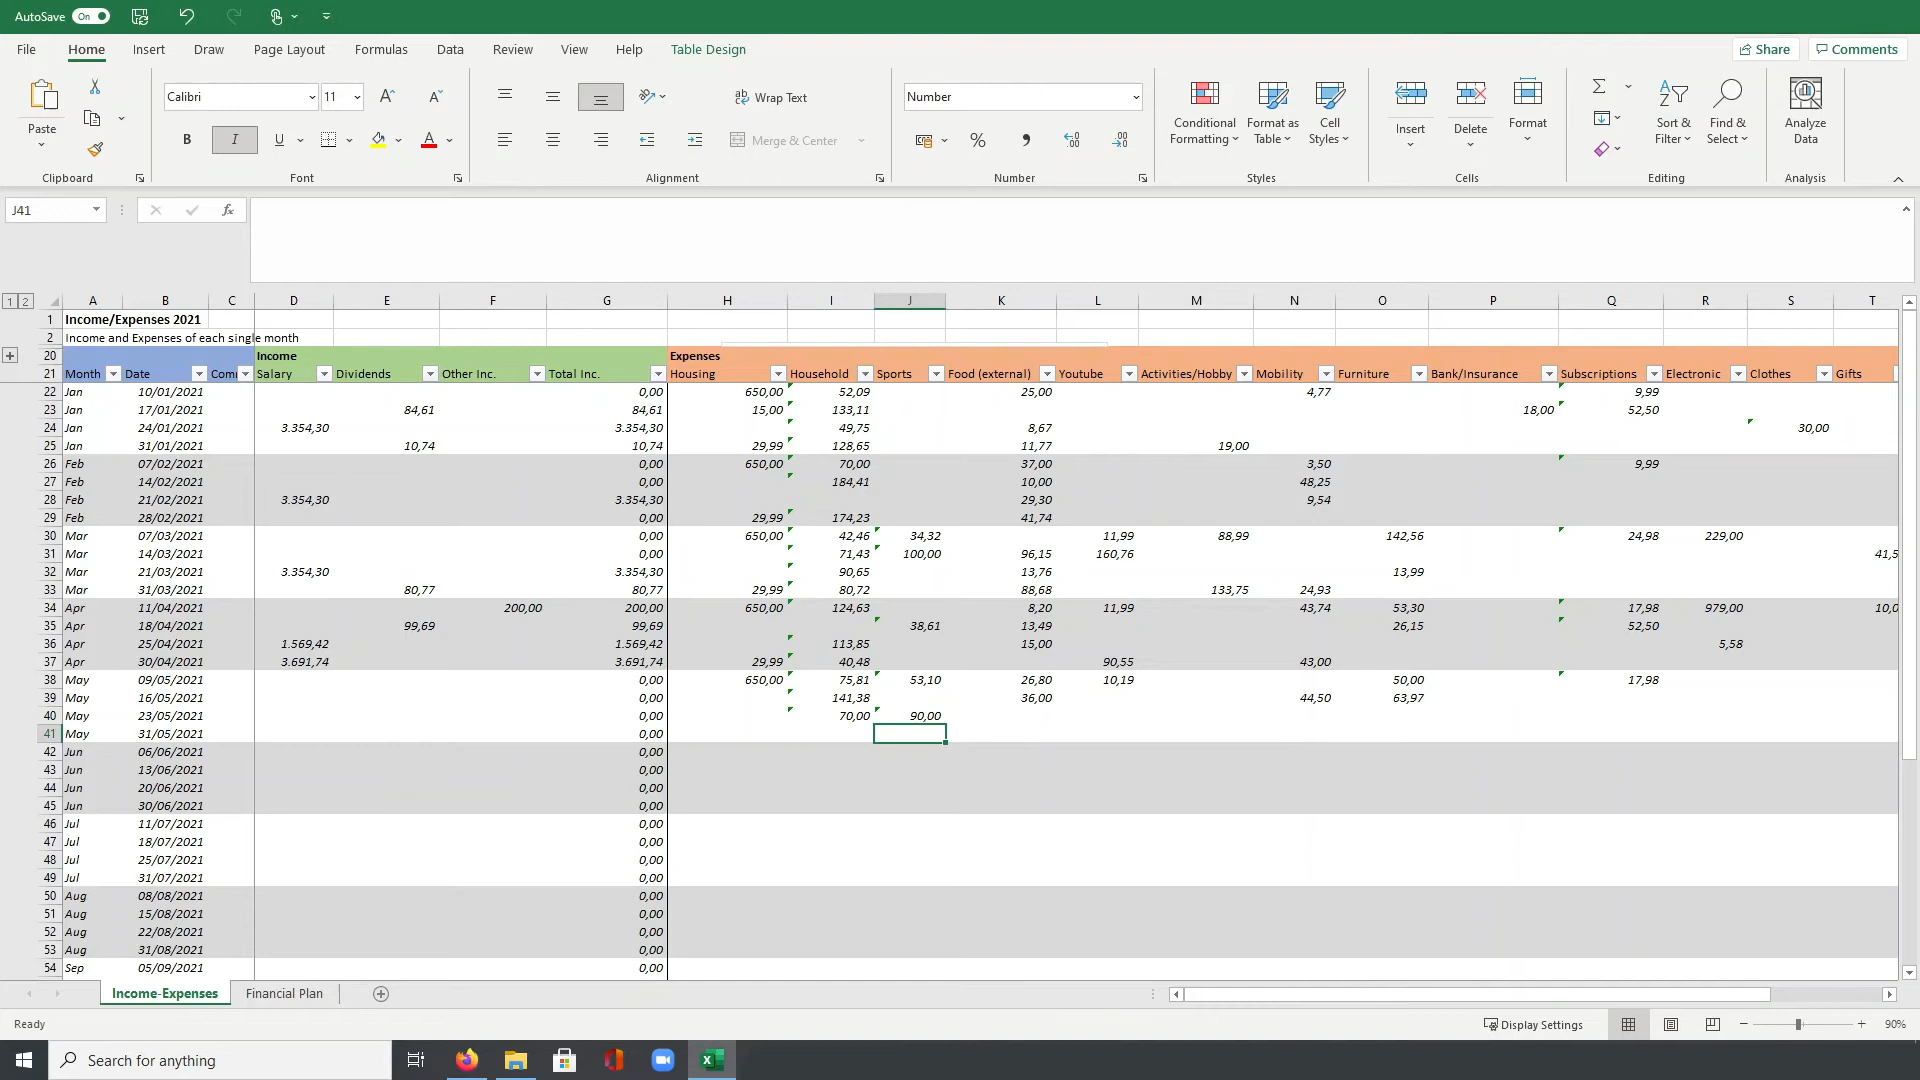 AutoSave On
File Home Insert Draw Page Layout Formulas Data Review View Help Table Design Share Comments
Paste Calibri 11 Wrap Text Number Conditional Formatting Format as Table Cell Styles Insert Delete Format Sort & Filter Find & Select Analyze Data
B I U Merge & Center %
Clipboard Font Alignment Number Styles Cells Editing Analysis
J41 fx
1 2 A B C D E F G H I J K L M N O P Q R S T
1 Income/Expenses 2021
2 Income and Expenses of each single month
20 Income Expenses
21 Month Date Com Salary Dividends Other Inc. Total Inc. Housing Household Sports Food (external) Youtube Activities/Hobby Mobility Furniture Bank/Insurance Subscriptions Electronic Clothes Gifts
22 Jan 10/01/2021 0,00 650,00 52,09 25,00 4,77 9,99
23 Jan 17/01/2021 84,61 84,61 15,00 133,11 18,00 52,50
24 Jan 24/01/2021 3.354,30 3.354,30 49,75 8,67 30,00
25 Jan 31/01/2021 10,74 10,74 29,99 128,65 11,77 19,00
26 Feb 07/02/2021 0,00 650,00 70,00 37,00 3,50 9,99
27 Feb 14/02/2021 0,00 184,41 10,00 48,25
28 Feb 21/02/2021 3.354,30 3.354,30 29,30 9,54
29 Feb 28/02/2021 0,00 29,99 174,23 41,74
30 Mar 07/03/2021 0,00 650,00 42,46 34,32 11,99 88,99 142,56 24,98 229,00
31 Mar 14/03/2021 0,00 71,43 100,00 96,15 160,76 41,5
32 Mar 21/03/2021 3.354,30 3.354,30 90,65 13,76 13,99
33 Mar 31/03/2021 80,77 80,77 29,99 80,72 88,68 133,75 24,93
34 Apr 11/04/2021 200,00 200,00 650,00 124,63 8,20 11,99 43,74 53,30 17,98 979,00 10,0
35 Apr 18/04/2021 99,69 99,69 38,61 13,49 26,15 52,50
36 Apr 25/04/2021 1.569,42 1.569,42 113,85 15,00 5,58
37 Apr 30/04/2021 3.691,74 3.691,74 29,99 40,48 90,55 43,00
38 May 09/05/2021 0,00 650,00 75,81 53,10 26,80 10,19 50,00 17,98
39 May 16/05/2021 0,00 141,38 36,00 44,50 63,97
40 May 23/05/2021 0,00 70,00 90,00
41 May 31/05/2021 0,00
42 Jun 06/06/2021 0,00
43 Jun 13/06/2021 0,00
44 Jun 20/06/2021 0,00
45 Jun 30/06/2021 0,00
46 Jul 11/07/2021 0,00
47 Jul 18/07/2021 0,00
48 Jul 25/07/2021 0,00
49 Jul 31/07/2021 0,00
50 Aug 08/08/2021 0,00
51 Aug 15/08/2021 0,00
52 Aug 22/08/2021 0,00
53 Aug 31/08/2021 0,00
54 Sep 05/09/2021 0,00
Income-Expenses Financial Plan
Ready Display Settings 90%
Search for anything